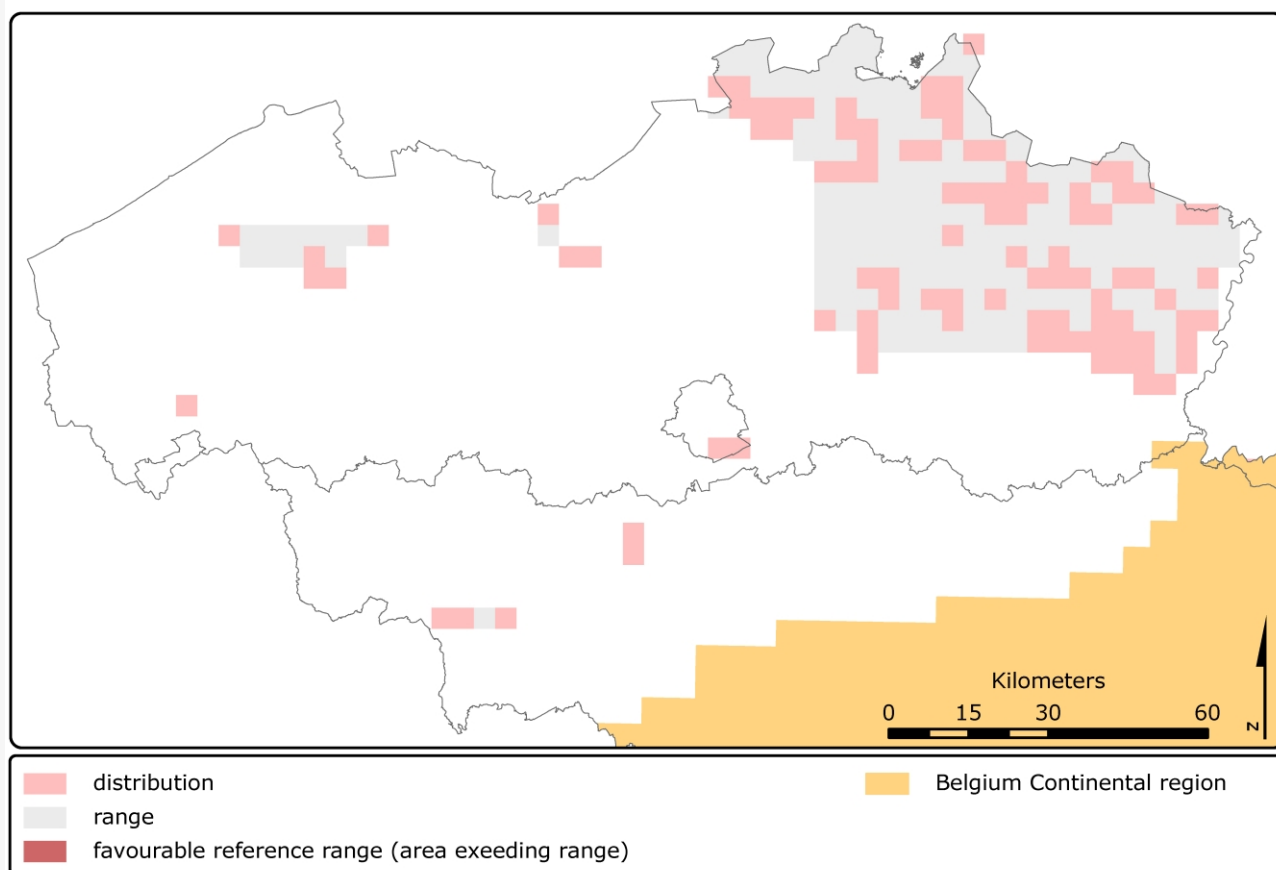 Kilometers
0 15 30 60
N
distribution
Belgium Continental region
range
favourable reference range (area exeeding range)